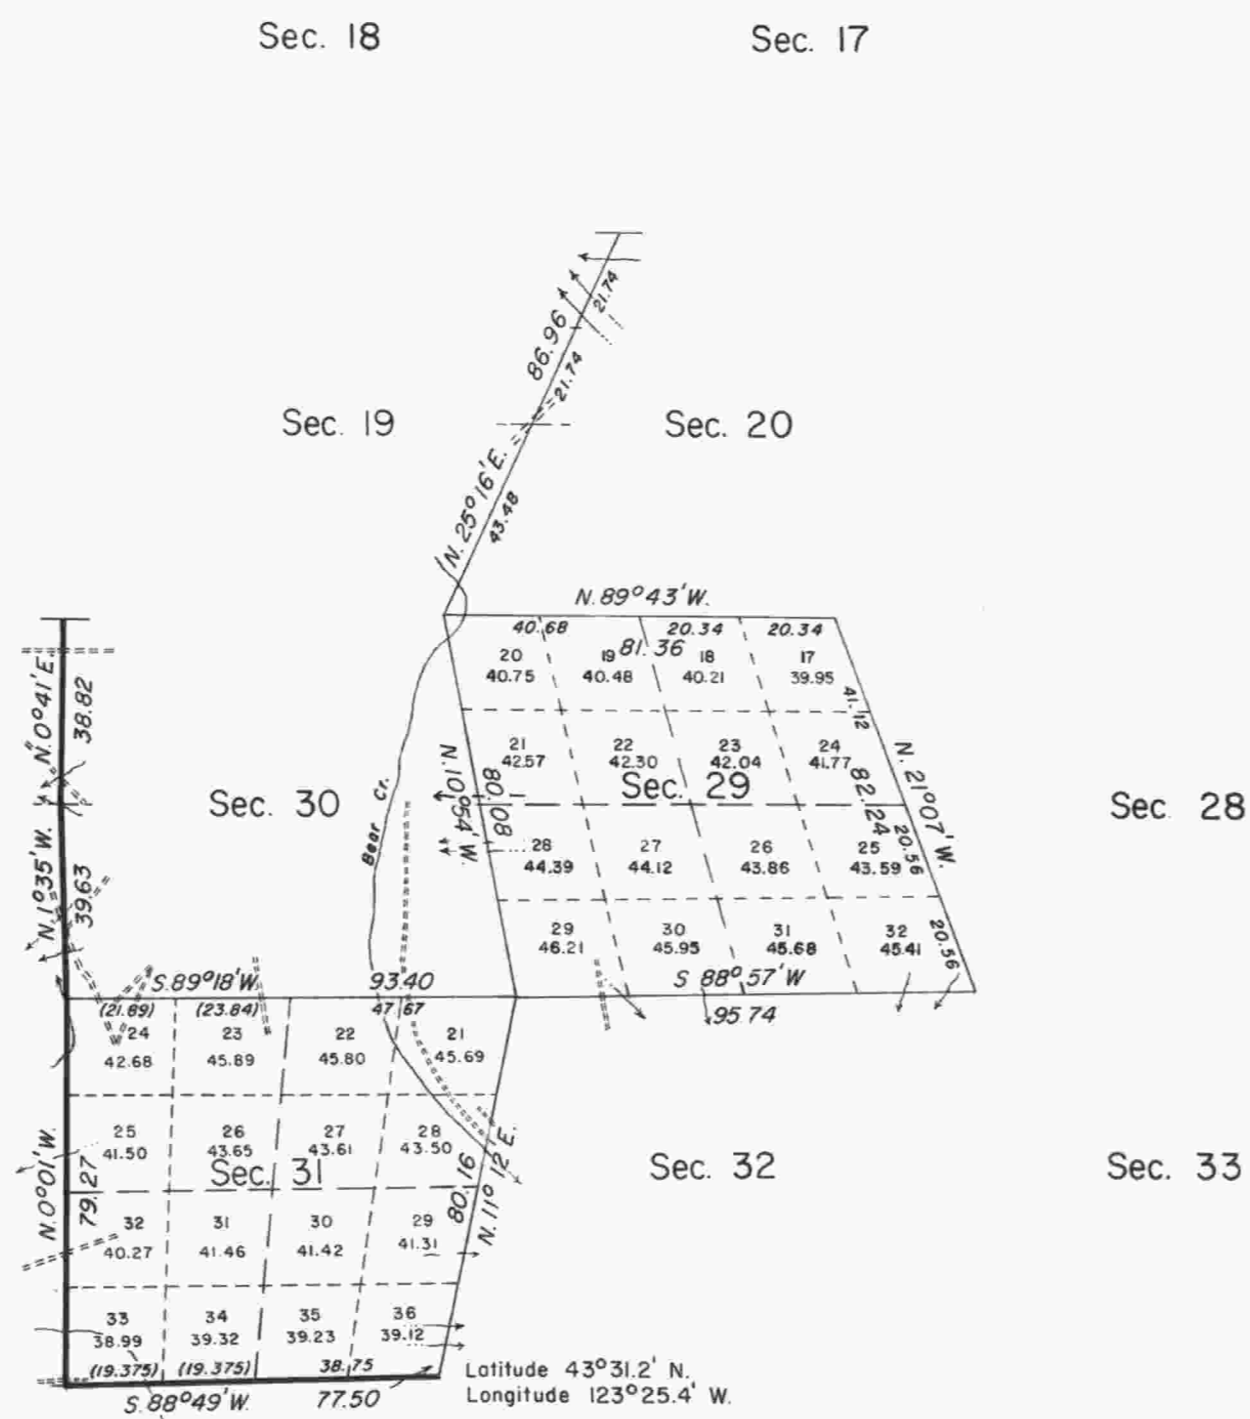 Sec. 18
Sec. 17
86.96
21.74
21.74
Sec. 19
Sec. 20
N. 25° 16' E.
43.48
N. 89° 43' W.
40.68 20.34 20.34
81.36
20 19 18 17
40.75 40.48 40.21 39.95
41.12
N. 0° 41' E.
38.82
21 22 23 24
42.57 42.30 42.04 41.77
N. 10° 54' W.
80.08
Sec. 29
82.24
N. 21° 07' W.
Sec. 30
Bear Cr.
Sec. 28
28 27 26 25
44.39 44.12 43.86 43.59
20.56
N. 1° 35' W.
39.63
29 30 31 32
46.21 45.95 45.68 45.41
20.56
S. 89° 18' W. 93.40
S 88° 57' W
95.74
(21.89) (23.84) 47.67
24 23 22 21
42.68 45.89 45.80 45.69
25 26 27 28
41.50 43.65 43.61 43.50
N. 0° 01' W.
79.27
Sec. 31
80.16
N. 11° 12' E.
Sec. 32
Sec. 33
32 31 30 29
40.27 41.46 41.42 41.31
33 34 35 36
38.99 39.32 39.23 39.12
(19.375) (19.375) 38.75
S. 88° 49' W. 77.50
Latitude 43° 31.2' N.
Longitude 123° 25.4' W.